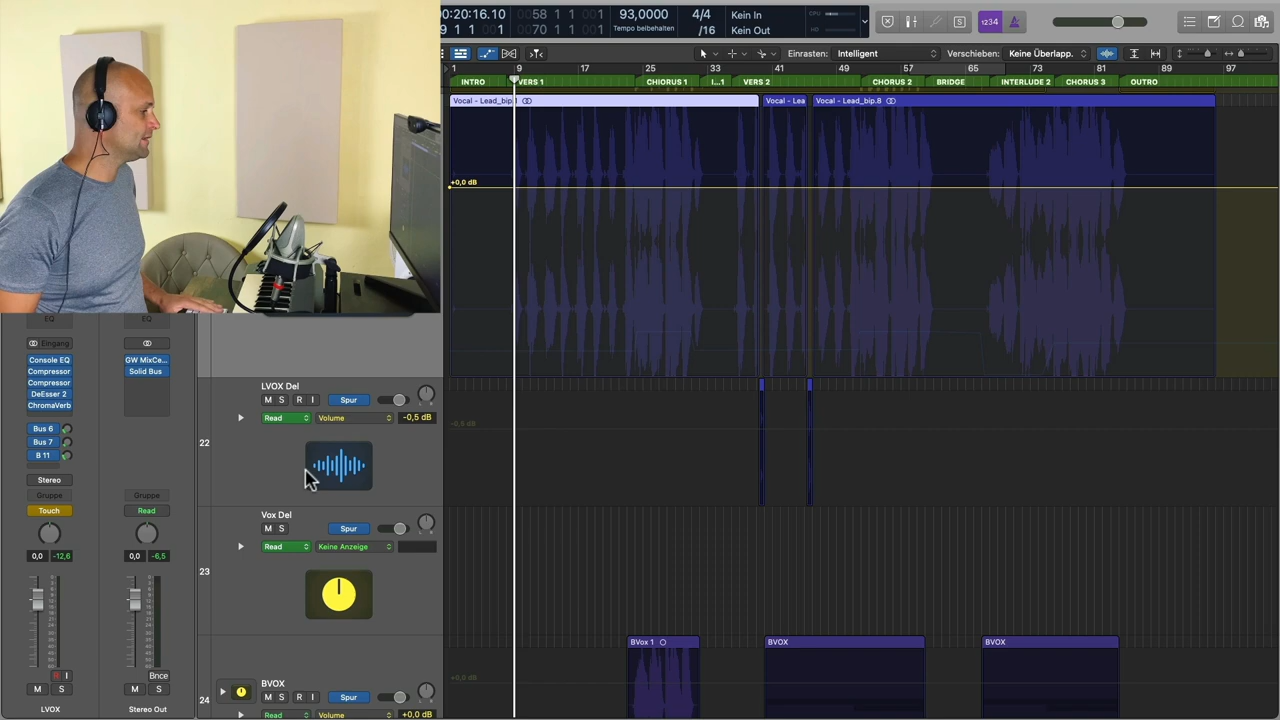 00:20:16.10
9 1 1 1
0058 1 1 001
0070 1 1 001
93,0000
Tempo beibehalten
4/4
/16
Kein In
Kein Out
CPU
HD
S
1234
Einrasten: Intelligent
Verschieben: Keine Überlapp.
1 9 17 25 33 41 49 57 65 73 81 89 97
INTRO VERS 1 CHORUS 1 I...1 VERS 2 CHORUS 2 BRIDGE INTERLUDE 2 CHORUS 3 OUTRO
Vocal - Lead_bip.1
Vocal - Lea
Vocal - Lead_bip.8
+0,0 dB
EQ
EQ
Eingang
Console EQ
Compressor
Compressor
DeEsser 2
ChromaVerb
GW MixCe...
Solid Bus
Bus 6
Bus 7
B 11
Stereo
Gruppe
Gruppe
Touch
Read
0,0 -12,6
0,0 -6,5
I
Bnce
M S
M S
LVOX
Stereo Out
22
LVOX Del
M S R I Spur
Read Volume -0,5 dB
-0,5 dB
23
Vox Del
M S Spur
Read Keine Anzeige
24
BVOX
M S R I Spur
Read Volume +0,0 dB
BVox 1
BVOX
BVOX
+0,0 dB